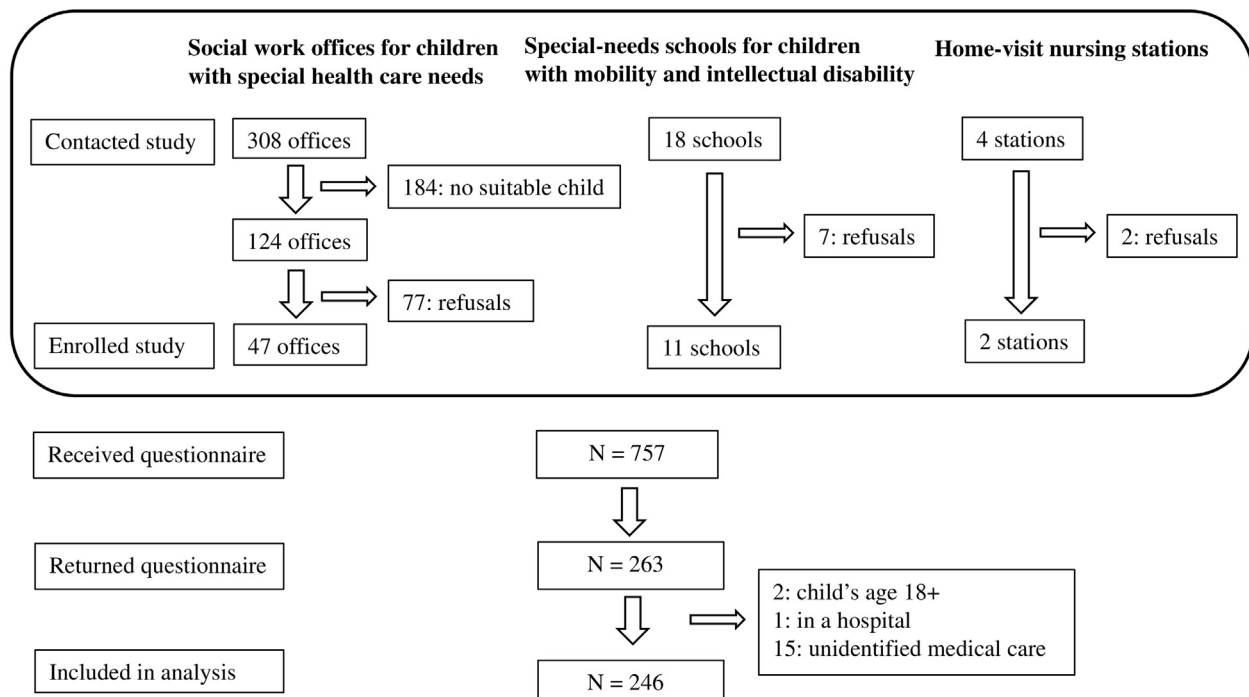 Social work offices for children
with special health care needs
Special-needs schools for children
with mobility and intellectual disability
Home-visit nursing stations
Contacted study
308 offices
18 schools
4 stations
184: no suitable child
124 offices
7: refusals
2: refusals
77: refusals
Enrolled study
47 offices
11 schools
2 stations
Received questionnaire
N = 757
Returned questionnaire
N = 263
2: child’s age 18+
1: in a hospital
15: unidentified medical care
Included in analysis
N = 246